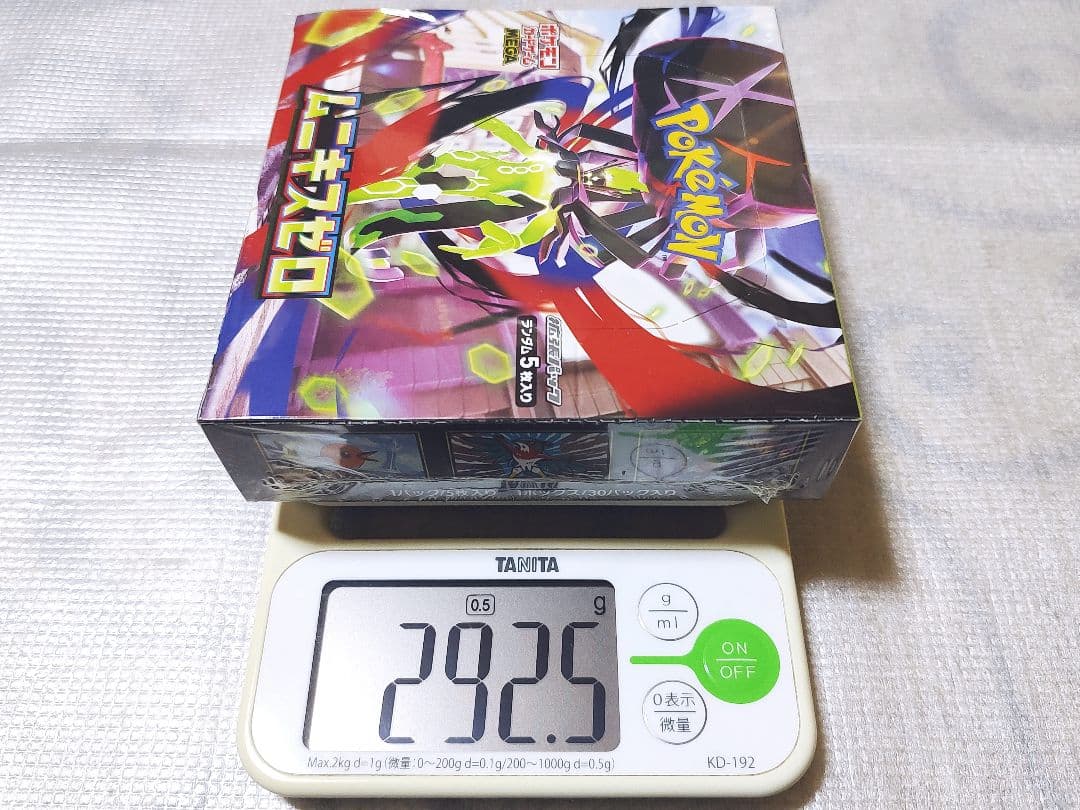 ポケモン
カードゲーム
MEGA
POKÉMON
ムニキスゼロ
拡張パック
ランダム5枚入り
1パック/5枚入り 1ボックス/30パック入り
TANITA
0.5 g
292.5
g
ml
ON
OFF
0表示
微量
Max.2kg d=1g(微量:0~200g d=0.1g/200~1000g d=0.5g)
KD-192